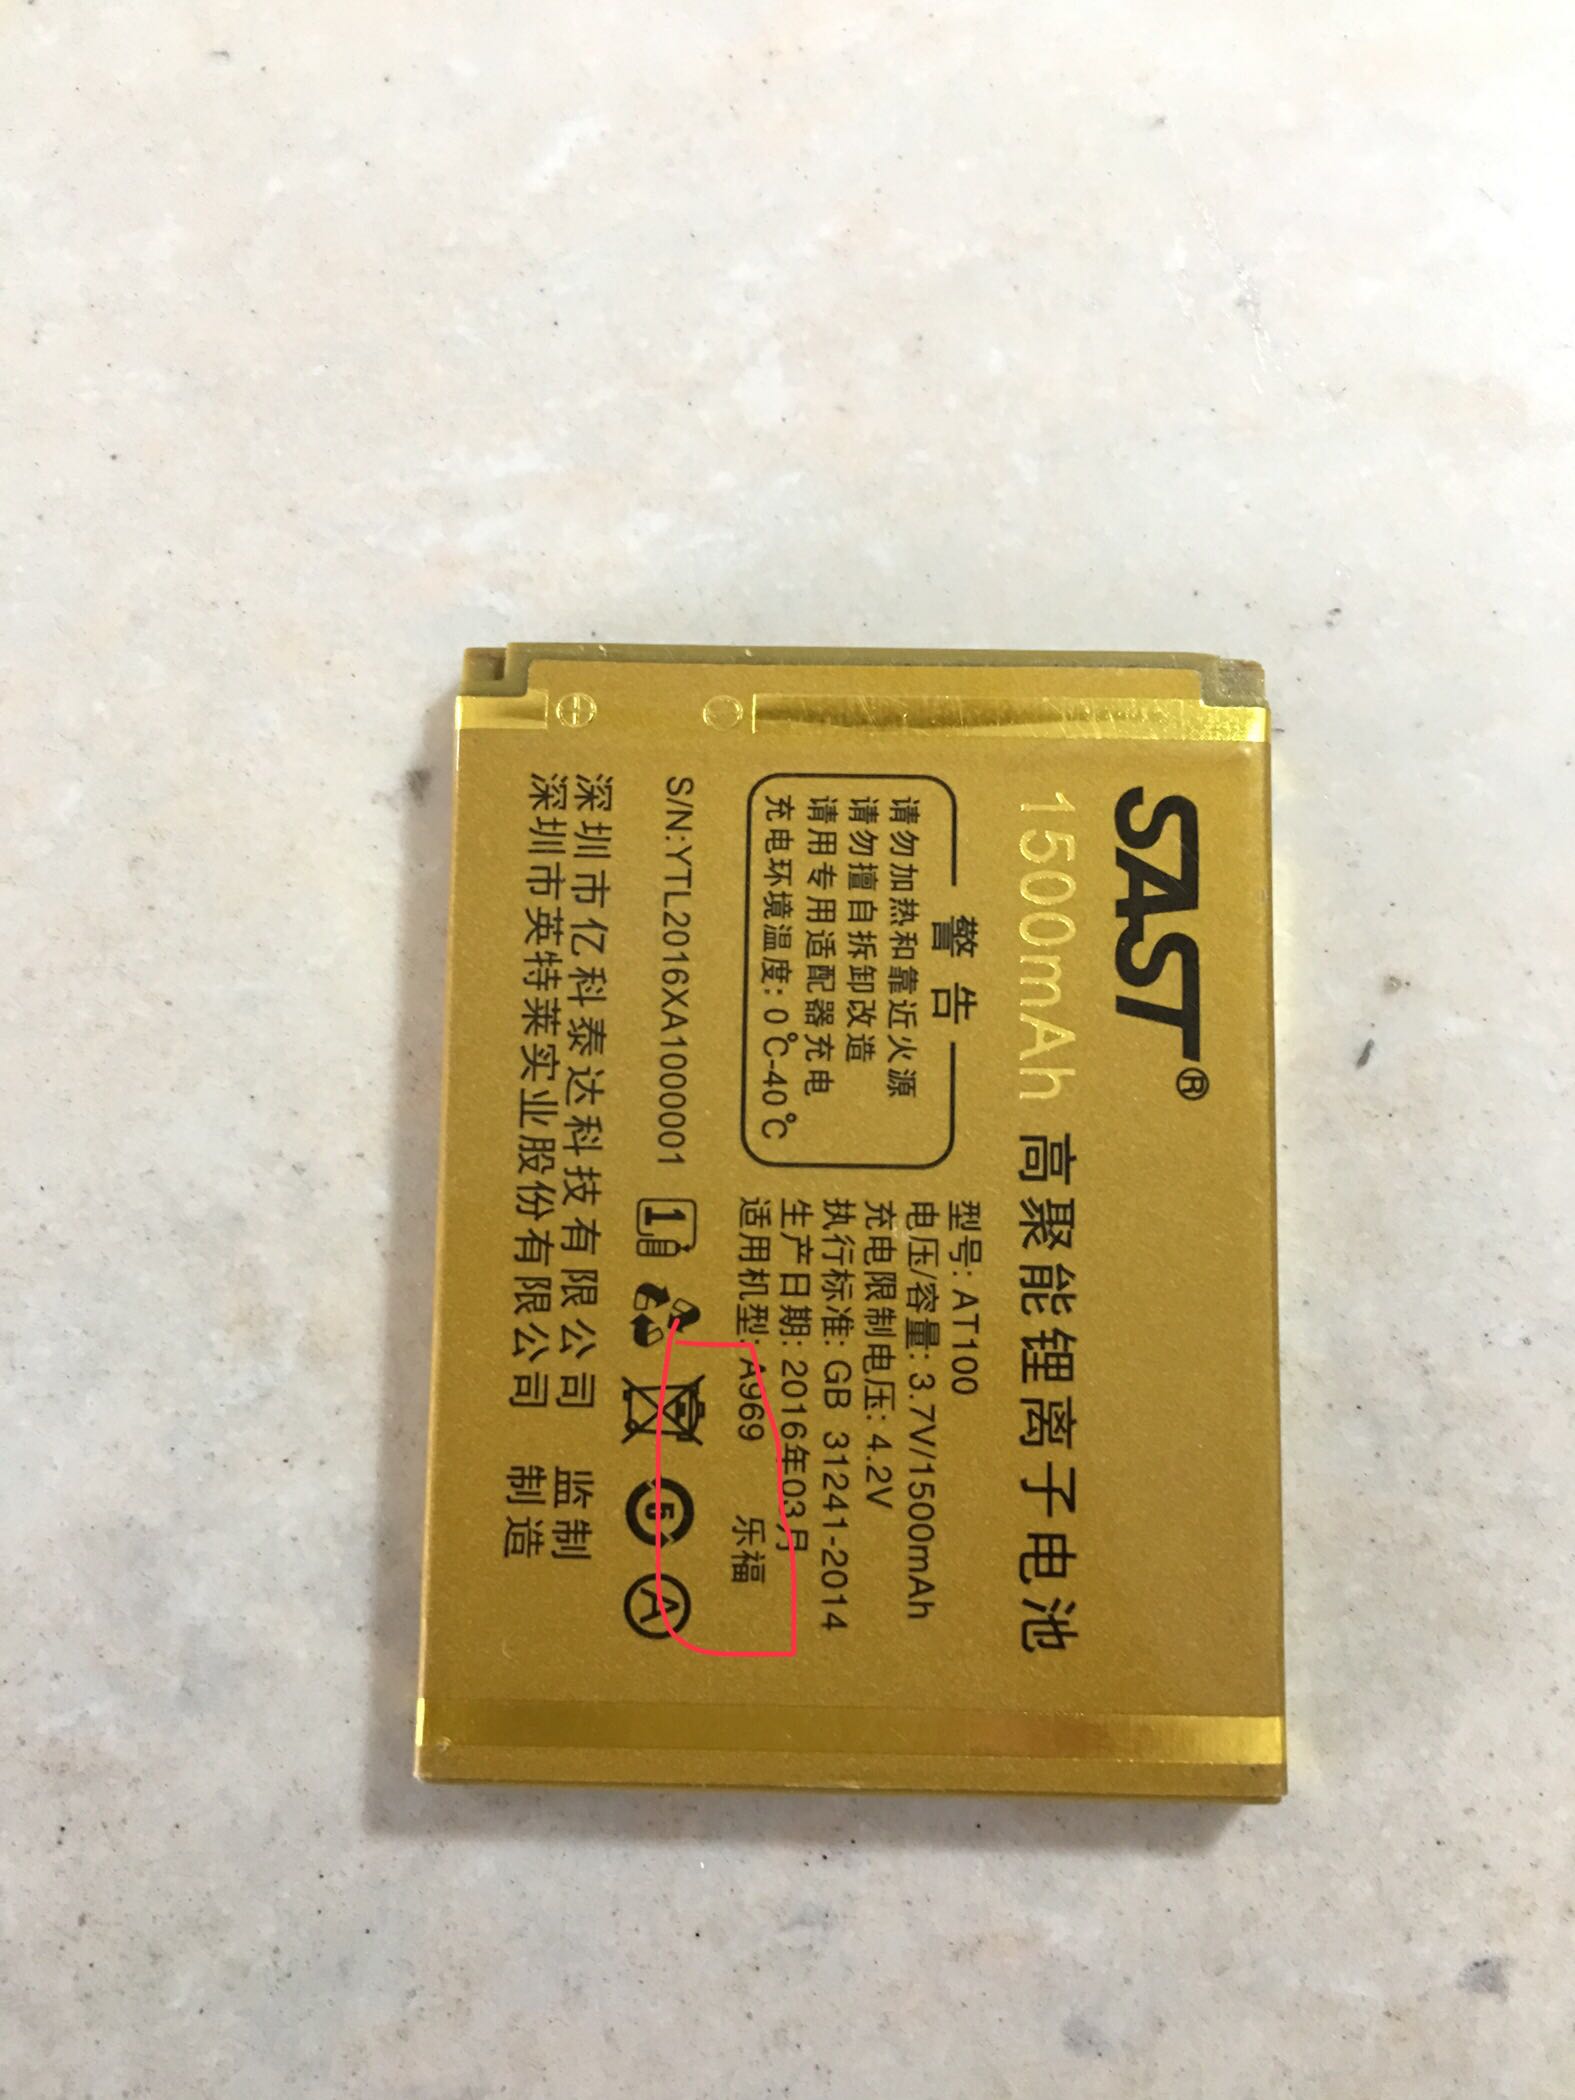 SAST®
1500mAh 高聚能锂离子电池
警告
请勿加热和靠近火源
请勿擅自拆卸改造
请用专用适配器充电
充电环境温度：0℃-40℃
型号：AT100
电压/容量：3.7V/1500mAh
充电限制电压：4.2V
执行标准：GB 31241-2014
生产日期：2016年03月
适用机型：A969 乐福
S/N:YTL2016XA1000001
1
5
A
深圳市亿科泰达科技有限公司 监制
深圳市英特莱实业股份有限公司 制造